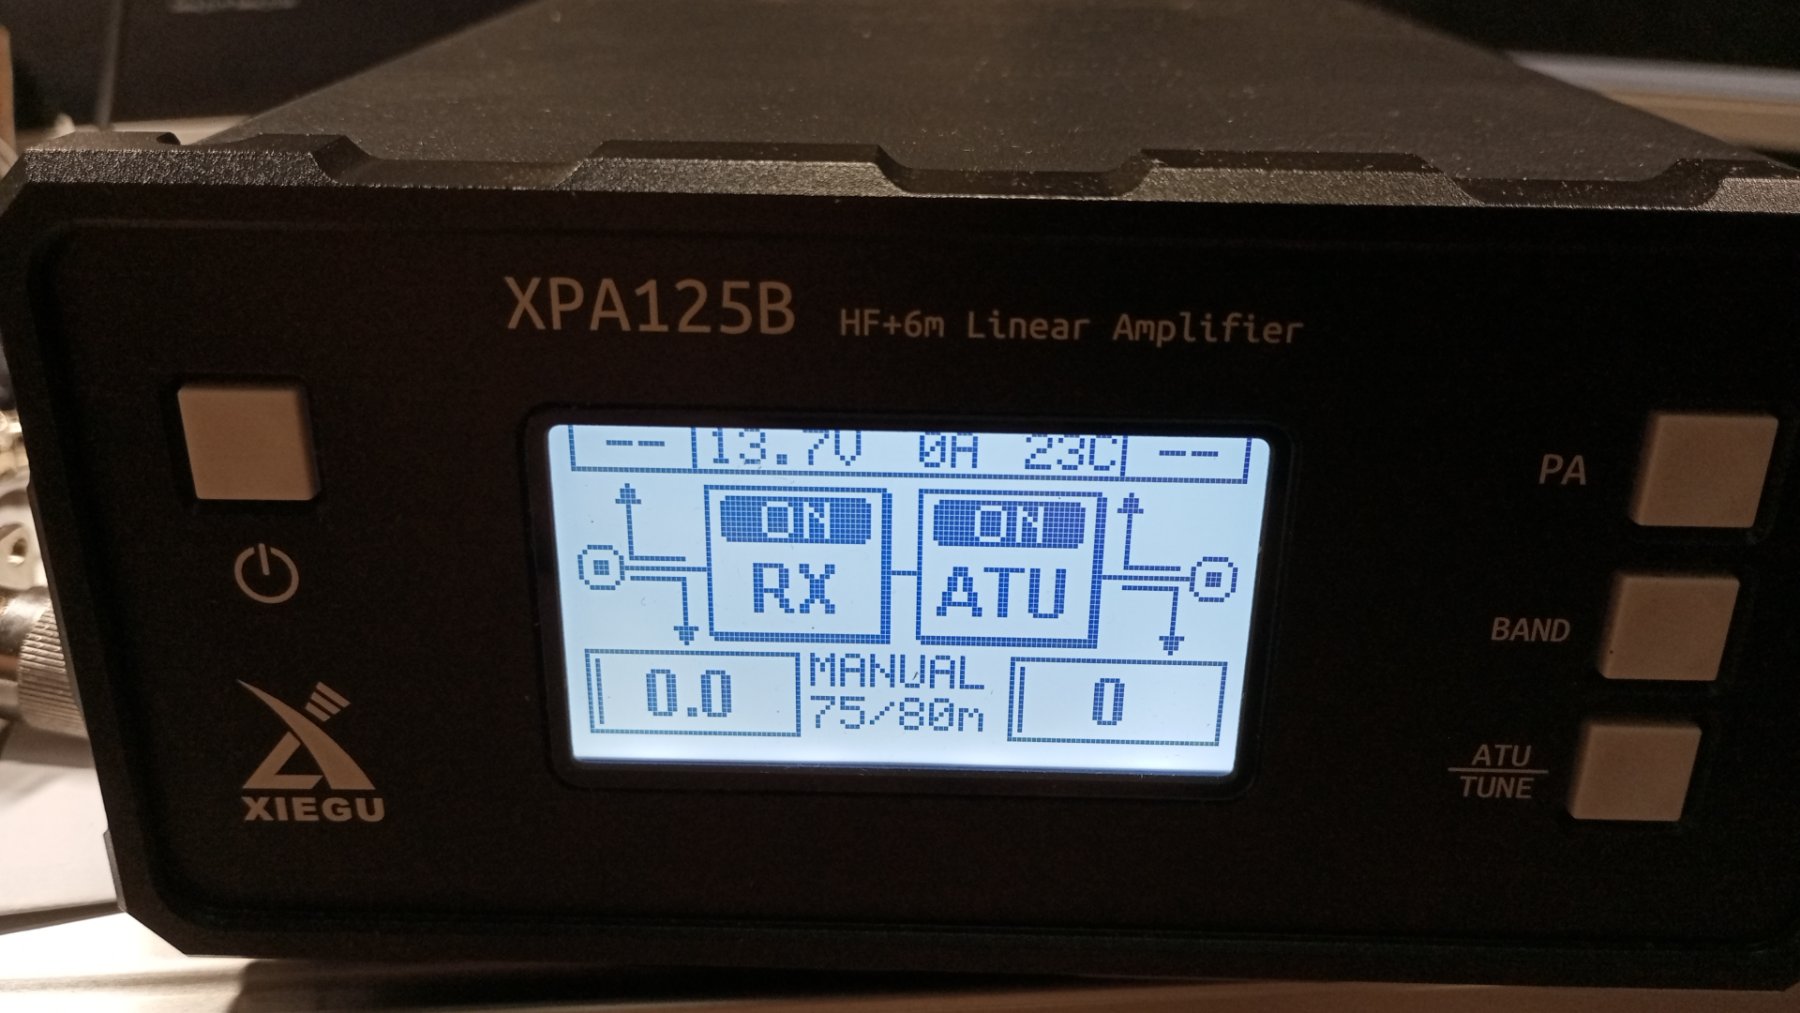 XPA125B HF+6m Linear Amplifier
-- 13.7V 0A 23C --
ON ON
RX ATU
0.0 MANUAL 0
75/80m
PA
BAND
ATU
TUNE
XIEGU